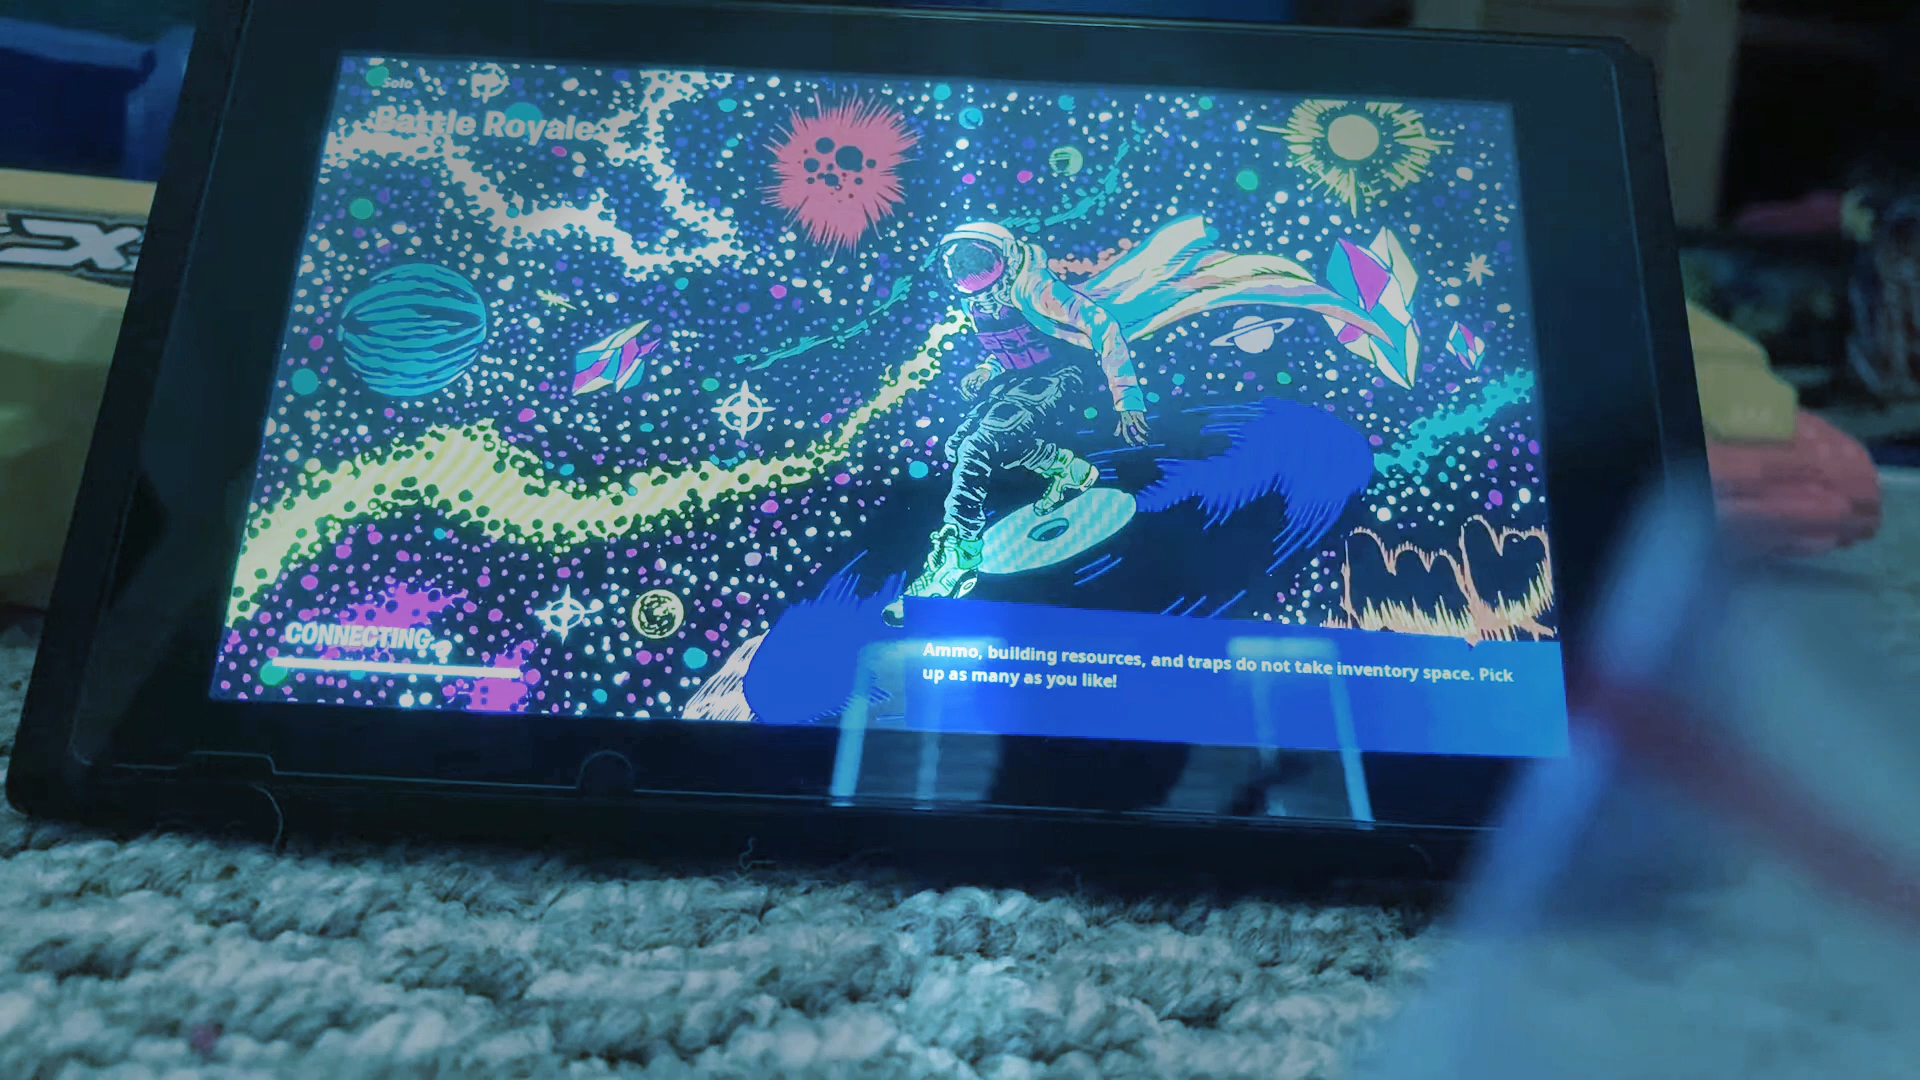 Solo
Battle Royale
CONNECTING
Ammo, building resources, and traps do not take inventory space. Pick
up as many as you like!